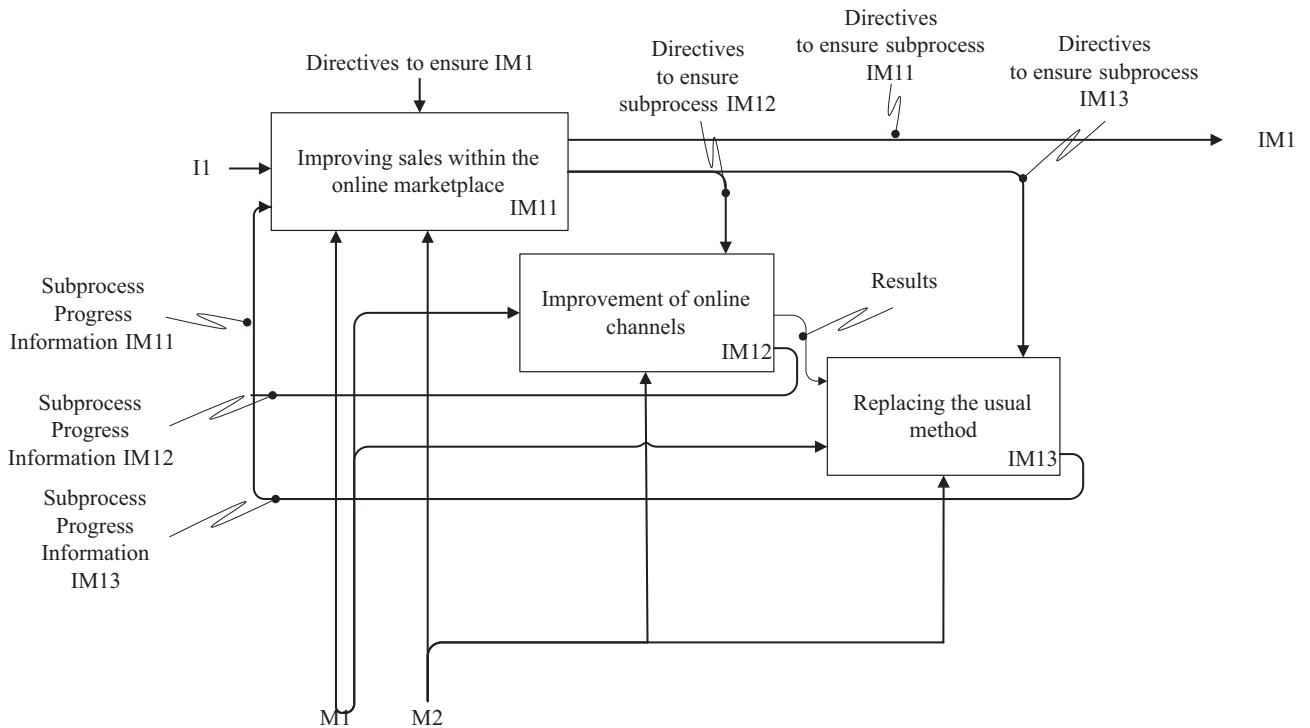 Directives
to ensure subprocess
IM11
Directives
to ensure subprocess
IM13
Directives
to ensure
subprocess IM12
Directives to ensure IM1
IM1
I1
Improving sales within the
online marketplace
IM11
Subprocess
Progress
Information IM11
Improvement of online
channels
IM12
Results
Subprocess
Progress
Information IM12
Replacing the usual
method
IM13
Subprocess
Progress
Information
IM13
M1
M2